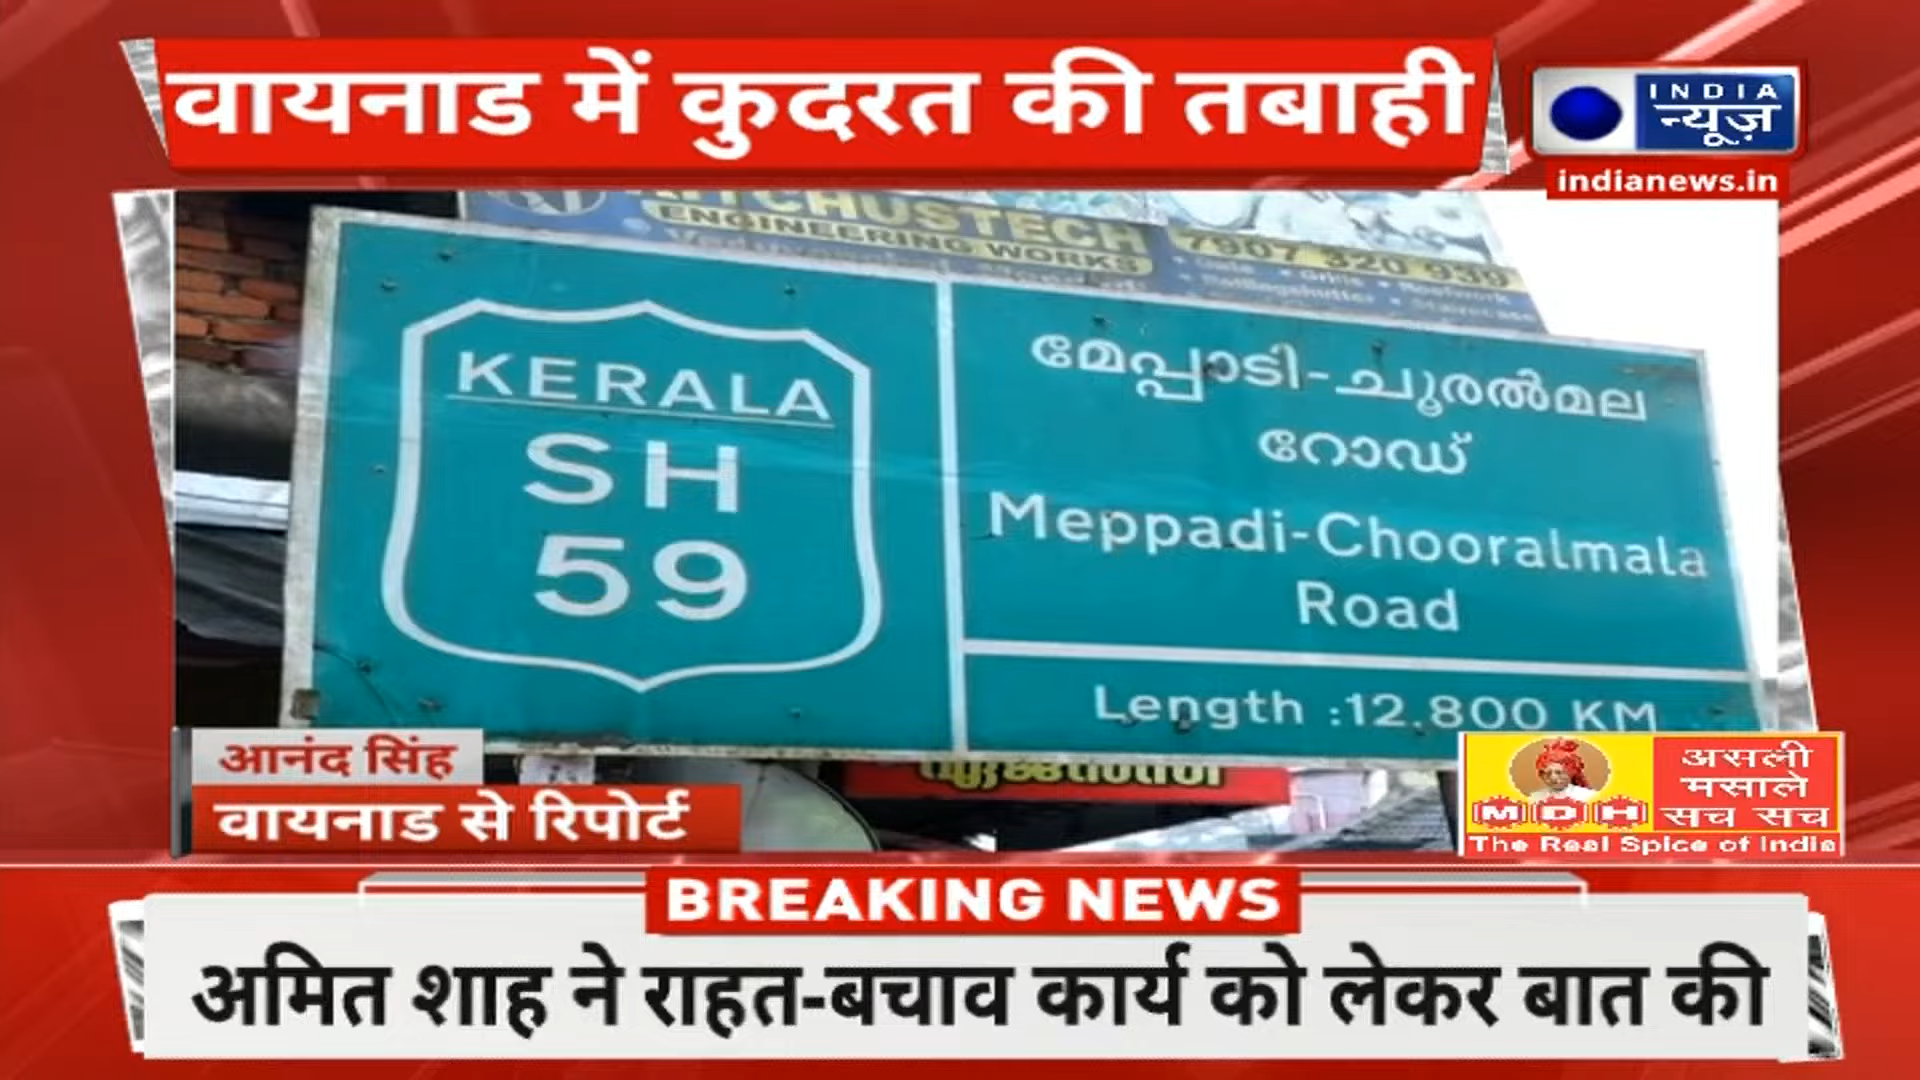 वायनाड में कुदरत की तबाही
INDIA
न्यूज़
indianews.in
ENGINEERING WORKS
7907 320 939
KERALA
SH
59
മേപ്പാടി-ചൂരൽമല
റോഡ്
Meppadi-Chooralmala
Road
Length :12.800 KM
आनंद सिंह
वायनाड से रिपोर्ट
असली
मसाले
MDH सच सच
The Real Spice of India
BREAKING NEWS
अमित शाह ने राहत-बचाव कार्य को लेकर बात की